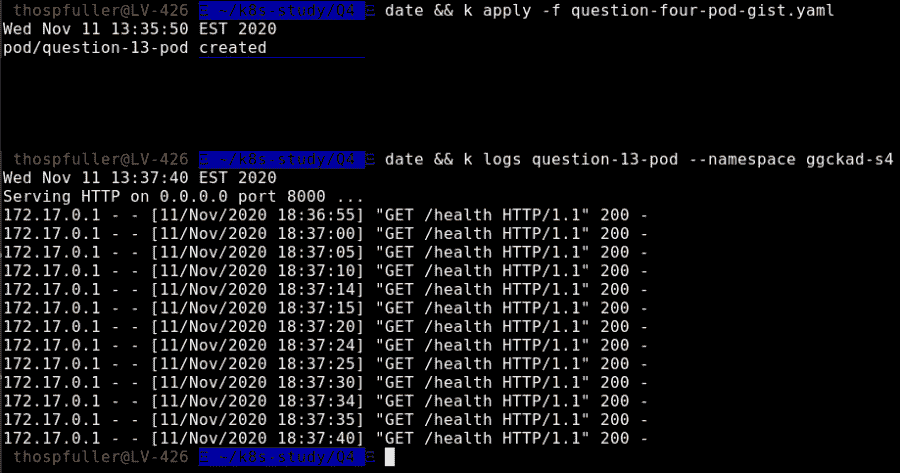 thospfuller@LV-426 date && k apply -f question-four-pod-gist.yaml
Wed Nov 11 13:35:50 EST 2020
pod/question-13-pod created
thospfuller@LV-426 date && k logs question-13-pod --namespace ggckad-s4
Wed Nov 11 13:37:40 EST 2020
Serving HTTP on 0.0.0.0 port 8000 ...
172.17.0.1 - - [11/Nov/2020 18:36:55] "GET /health HTTP/1.1" 200 -
172.17.0.1 - - [11/Nov/2020 18:37:00] "GET /health HTTP/1.1" 200 -
172.17.0.1 - - [11/Nov/2020 18:37:05] "GET /health HTTP/1.1" 200 -
172.17.0.1 - - [11/Nov/2020 18:37:10] "GET /health HTTP/1.1" 200 -
172.17.0.1 - - [11/Nov/2020 18:37:14] "GET /health HTTP/1.1" 200 -
172.17.0.1 - - [11/Nov/2020 18:37:15] "GET /health HTTP/1.1" 200 -
172.17.0.1 - - [11/Nov/2020 18:37:20] "GET /health HTTP/1.1" 200 -
172.17.0.1 - - [11/Nov/2020 18:37:24] "GET /health HTTP/1.1" 200 -
172.17.0.1 - - [11/Nov/2020 18:37:25] "GET /health HTTP/1.1" 200 -
172.17.0.1 - - [11/Nov/2020 18:37:30] "GET /health HTTP/1.1" 200 -
172.17.0.1 - - [11/Nov/2020 18:37:34] "GET /health HTTP/1.1" 200 -
172.17.0.1 - - [11/Nov/2020 18:37:35] "GET /health HTTP/1.1" 200 -
172.17.0.1 - - [11/Nov/2020 18:37:40] "GET /health HTTP/1.1" 200 -
thospfuller@LV-426